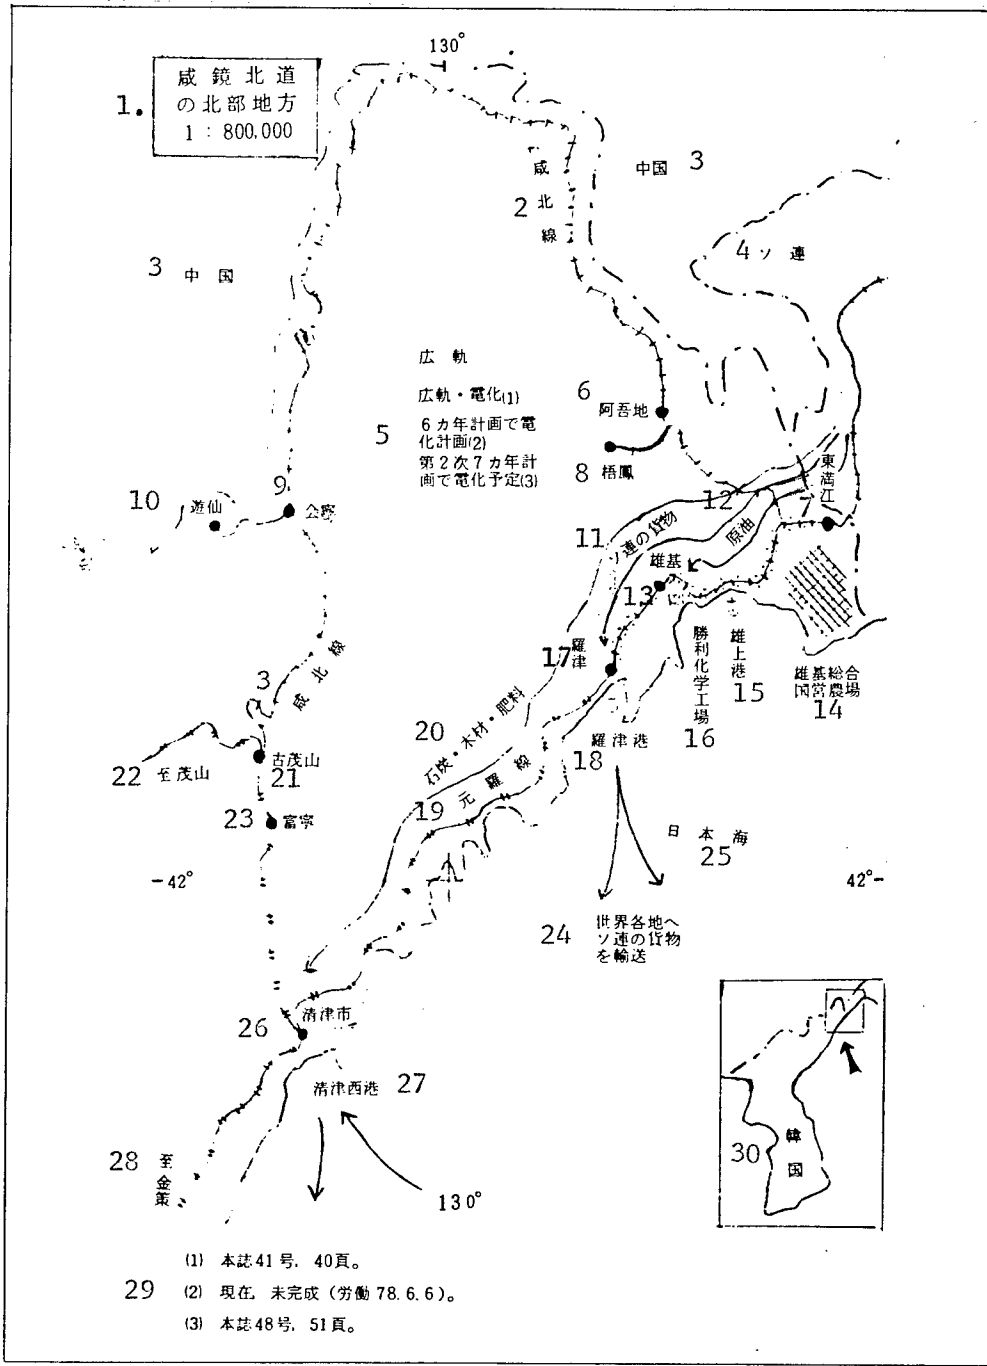 130°
1. 咸鏡北道
の北部地方
1 : 800,000
咸北線
2
中国 3
3 中国
4 ソ連
5
広軌
広軌・電化(1)
6カ年計画で電
化計画(2)
第2次7カ年計
画で電化予定(3)
6 阿吾地
8 梧鳳
9
10 遊仙
公寧
11 ソ連の貨物
12 東満江
原油
雄基
13
羅津
17
勝利化学工場
16
雄上港
15
雄基総合
国営農場
14
3 咸北線
20 石炭・木材・肥料
19 元羅線
18 羅津港
古茂山
21
22 至茂山
23 富寧
日本海
25
-42°
42°-
24 世界各地へ
ソ連の貨物
を輸送
26 清津市
清津西港 27
28 至金策
130°
30 韓国
29
(1) 本誌41号, 40頁。
(2) 現在, 未完成 (労働 78.6.6)。
(3) 本誌48号, 51頁。